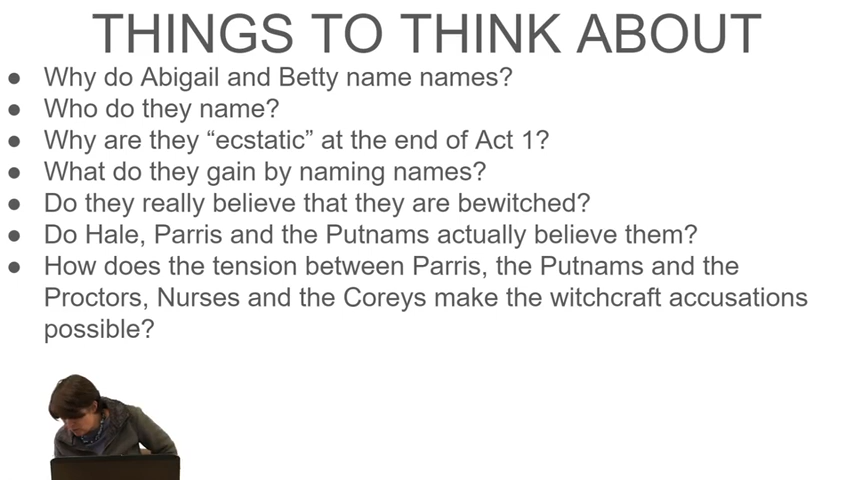 THINGS TO THINK ABOUT
● Why do Abigail and Betty name names?
● Who do they name?
● Why are they “ecstatic” at the end of Act 1?
● What do they gain by naming names?
● Do they really believe that they are bewitched?
● Do Hale, Parris and the Putnams actually believe them?
● How does the tension between Parris, the Putnams and the
Proctors, Nurses and the Coreys make the witchcraft accusations
possible?